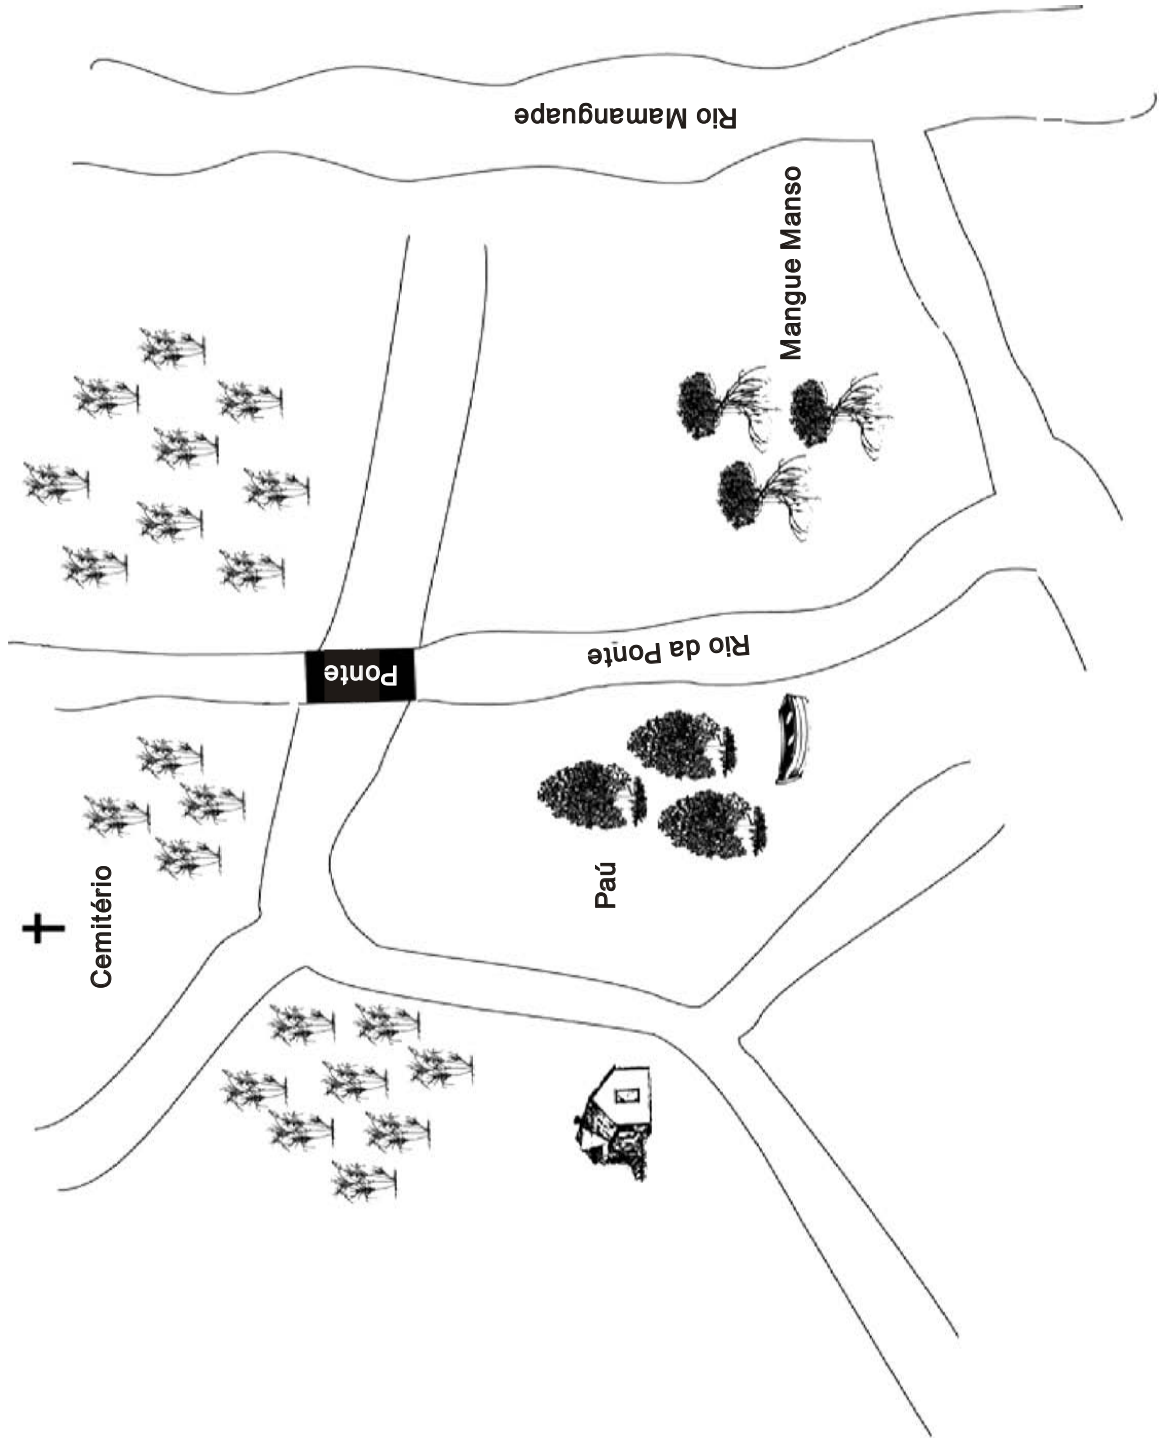 Rio Mamanguape
Mangue Manso
Rio da Ponte
Ponte
Paú
Cemitério